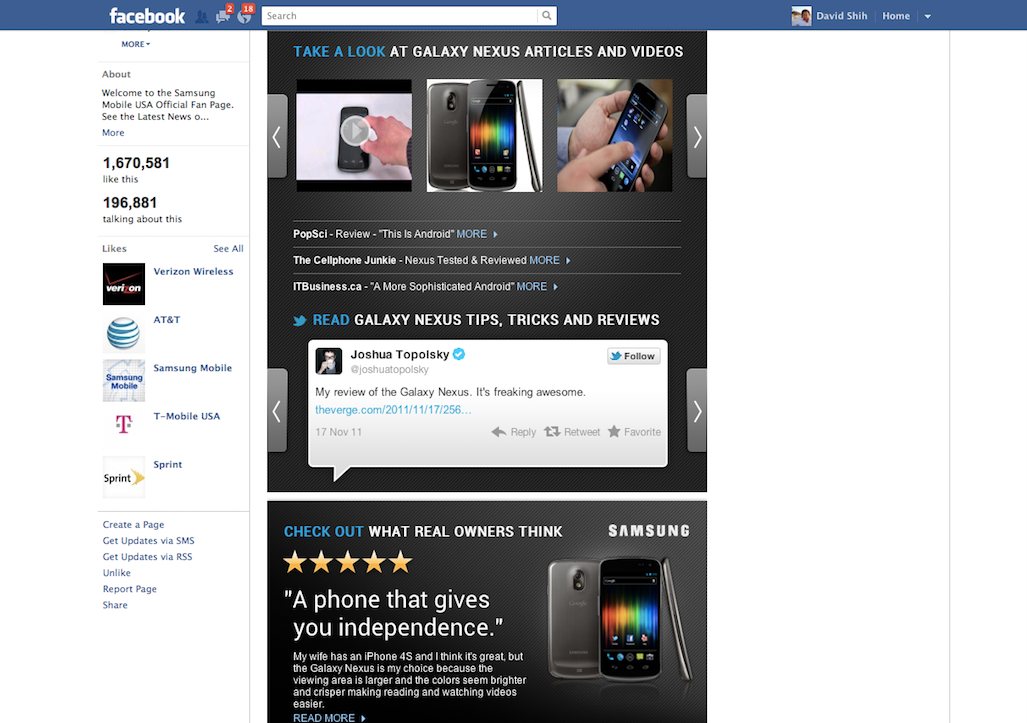 facebook
2
18
Search
David Shih
Home
MORE
About
Welcome to the Samsung
Mobile USA Official Fan Page.
See the Latest News o...
More
1,670,581
like this
196,881
talking about this
Likes
See All
verizon
Verizon Wireless
AT&T
Samsung
Mobile
Samsung Mobile
T
T-Mobile USA
Sprint
Sprint
Create a Page
Get Updates via SMS
Get Updates via RSS
Unlike
Report Page
Share
TAKE A LOOK AT GALAXY NEXUS ARTICLES AND VIDEOS
Google
PopSci - Review - "This Is Android" MORE
The Cellphone Junkie - Nexus Tested & Reviewed MORE
ITBusiness.ca - "A More Sophisticated Android" MORE
READ GALAXY NEXUS TIPS, TRICKS AND REVIEWS
Joshua Topolsky
@joshuatopolsky
Follow
My review of the Galaxy Nexus. It's freaking awesome.
theverge.com/2011/11/17/256...
17 Nov 11
Reply
Retweet
Favorite
CHECK OUT WHAT REAL OWNERS THINK
SAMSUNG
"A phone that gives
you independence."
Google
My wife has an iPhone 4S and I think it's great, but
the Galaxy Nexus is my choice because the
viewing area is larger and the colors seem brighter
and crisper making reading and watching videos
easier.
READ MORE